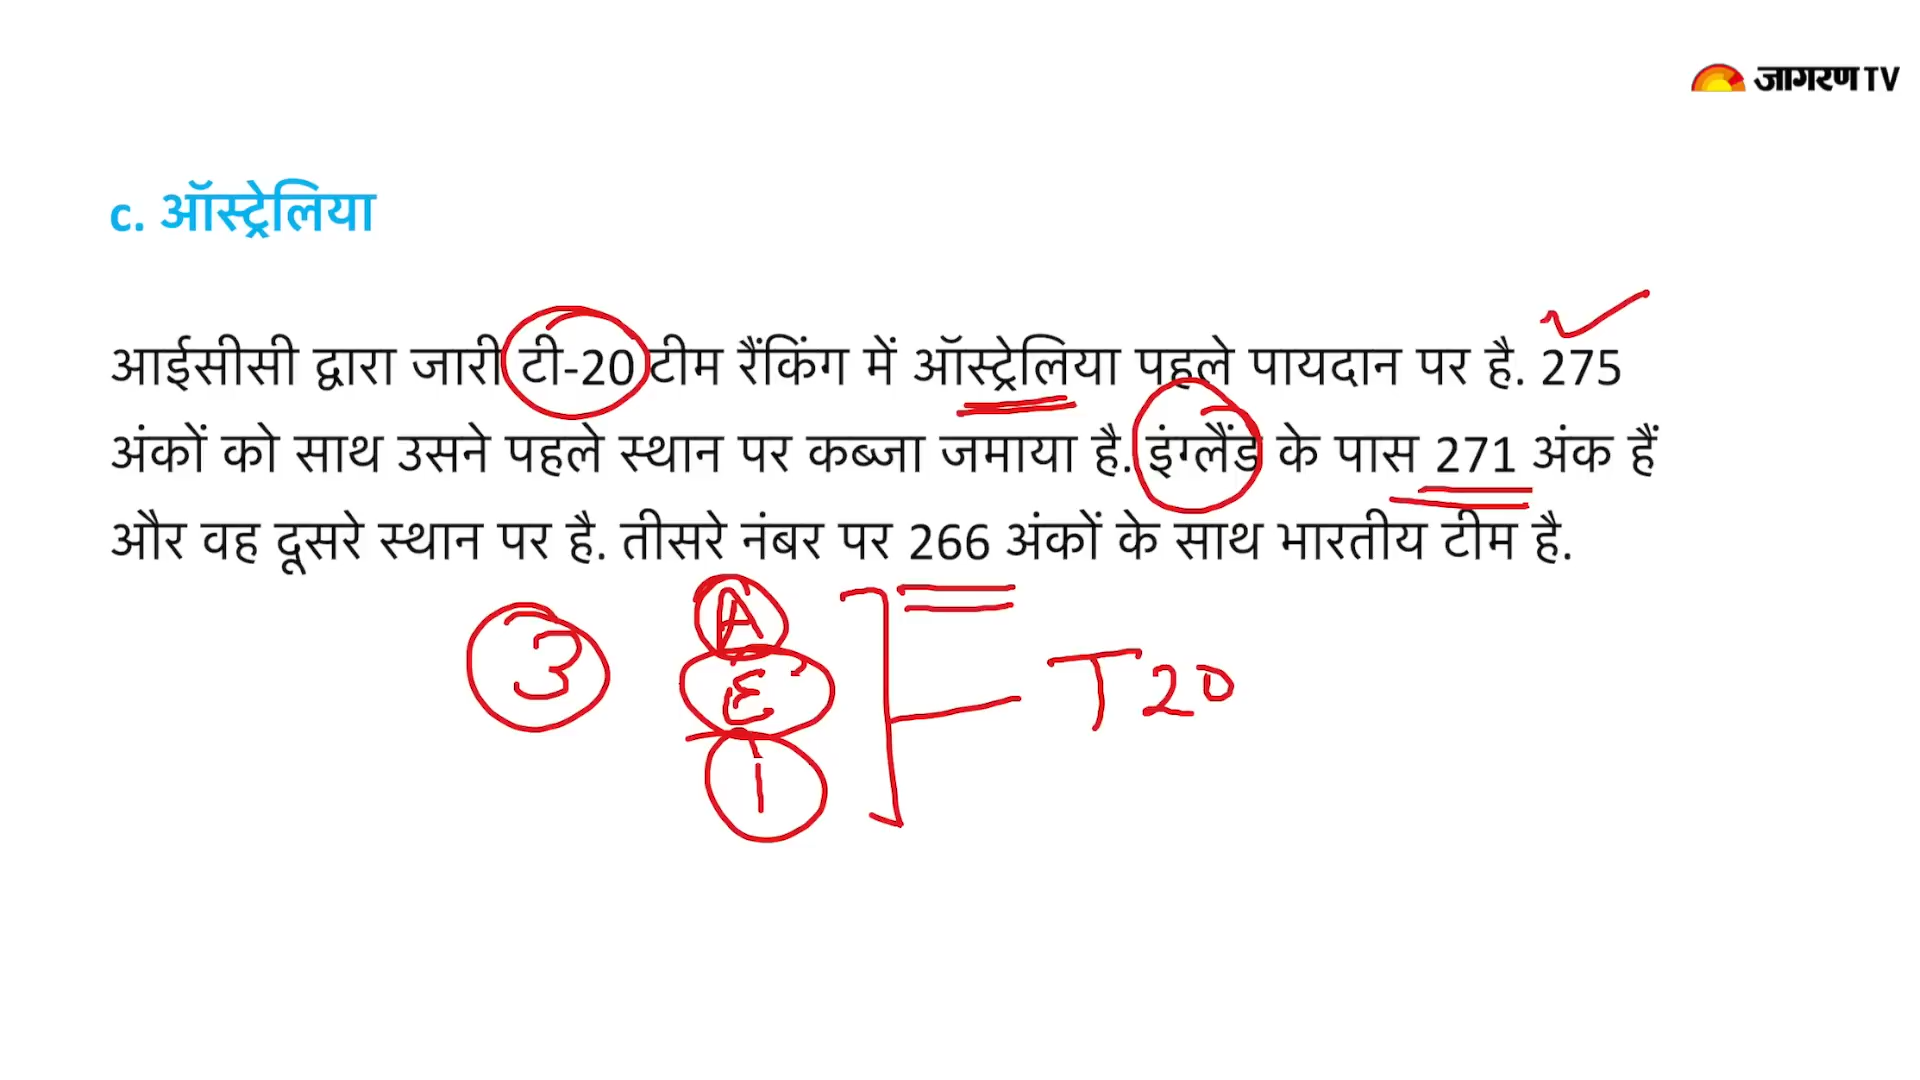 जागरण TV
c. ऑस्ट्रेलिया
आईसीसी द्वारा जारी टी-20 टीम रैंकिंग में ऑस्ट्रेलिया पहले पायदान पर है. 275
अंकों को साथ उसने पहले स्थान पर कब्जा जमाया है. इंग्लैंड के पास 271 अंक हैं
और वह दूसरे स्थान पर है. तीसरे नंबर पर 266 अंकों के साथ भारतीय टीम है.
A
3 E T20
I